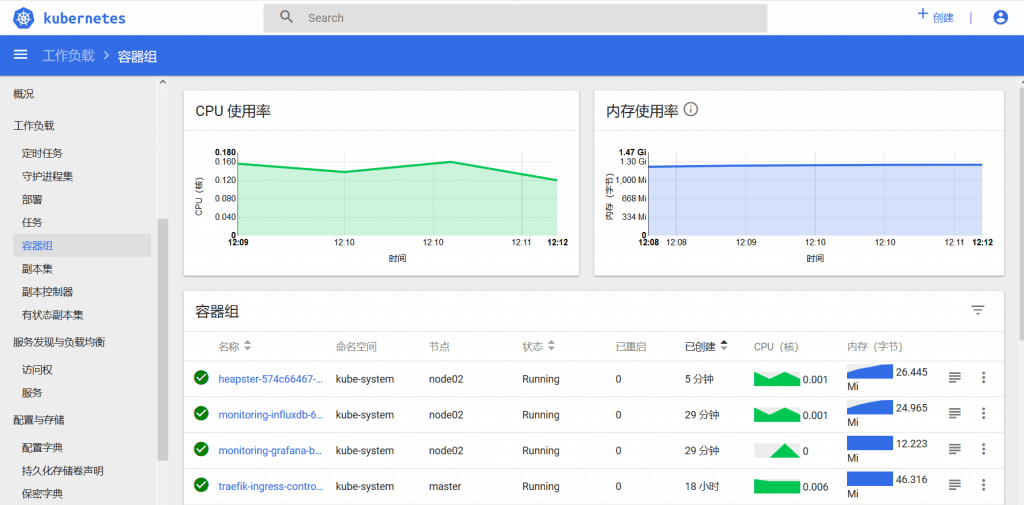 kubernetes
Search
创建 |
工作负载 > 容器组
概况
工作负载
定时任务
守护进程集
部署
任务
容器组
副本集
副本控制器
有状态副本集
服务发现与负载均衡
访问权
服务
配置与存储
配置字典
持久化存储卷声明
保密字典
CPU 使用率
CPU（核）
0.180
0.160
0.120
0.080
0.040
0
12:09 12:10 12:10 12:11 12:12
时间
内存使用率
内存（字节）
1.47 Gi
1.30 Gi
1,000 Mi
668 Mi
334 Mi
0
12:08 12:08 12:09 12:10 12:10 12:11 12:12
时间
容器组
名称 命名空间 节点 状态 已重启 已创建 CPU（核） 内存（字节）
heapster-574c66467-... kube-system node02 Running 0 5 分钟 0.001 26.445 Mi
monitoring-influxdb-6... kube-system node02 Running 0 29 分钟 0.001 24.965 Mi
monitoring-grafana-b... kube-system node02 Running 0 29 分钟 0 12.223 Mi
traefik-ingress-contro... kube-system master Running 0 18 小时 0.006 46.316 Mi